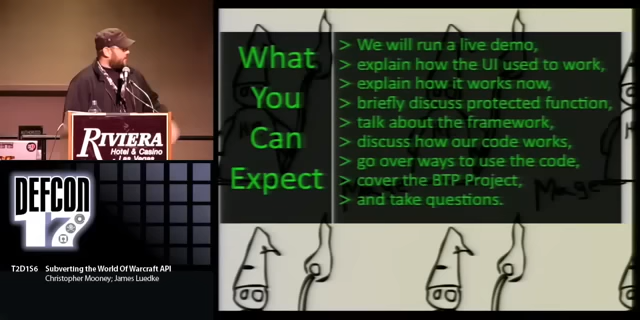 RIVIERA
Hotel & Casino
Las Vegas
DEFCON
17
T2D1S6 Subverting the World Of Warcraft API
Christopher Mooney; James Luedke
What
You
Can
Expect
> We will run a live demo,
> explain how the UI used to work,
> explain how it works now,
> briefly discuss protected function,
> talk about the framework,
> discuss how our code works,
> go over ways to use the code,
> cover the BTP Project,
> and take questions.